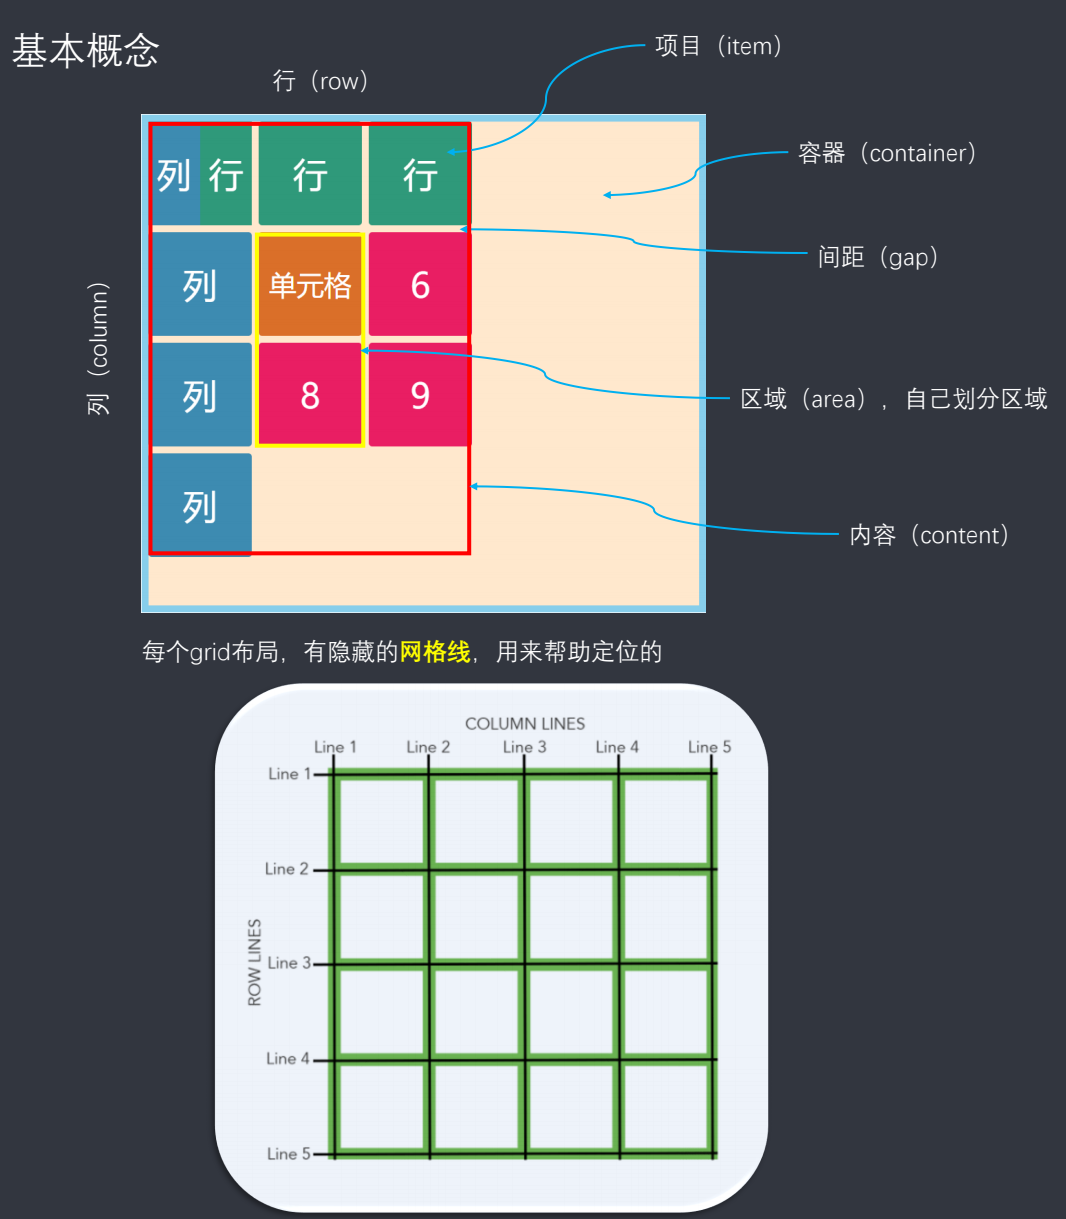 基本概念
行（row）
项目（item）
容器（container）
间距（gap）
区域（area），自己划分区域
内容（content）
列（column）
列 行 行 行
列 单元格 6
列 8 9
列
每个grid布局，有隐藏的网格线，用来帮助定位的
COLUMN LINES
Line 1 Line 2 Line 3 Line 4 Line 5
ROW LINES
Line 1
Line 2
Line 3
Line 4
Line 5